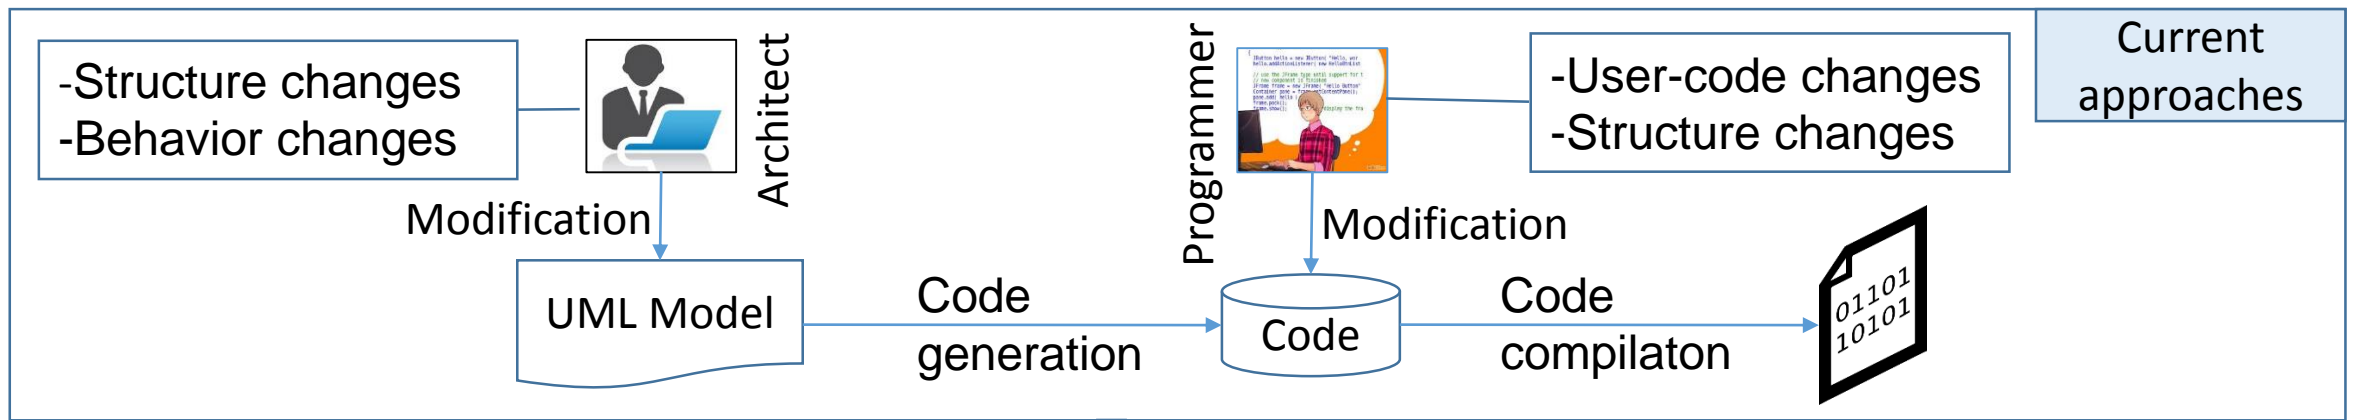 Current
approaches
-Structure changes
-Behavior changes
Architect
Programmer
-User-code changes
-Structure changes
Modification
Modification
UML Model
Code
generation
Code
Code
compilaton
01101
10101